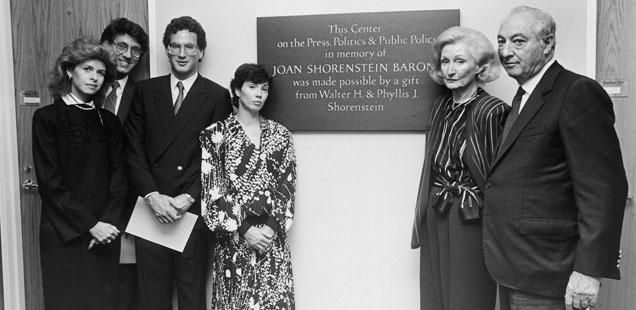 This Center
on the Press, Politics & Public Policy
in memory of
JOAN SHORENSTEIN BARONE
was made possible by a gift
from Walter H. & Phyllis J.
Shorenstein